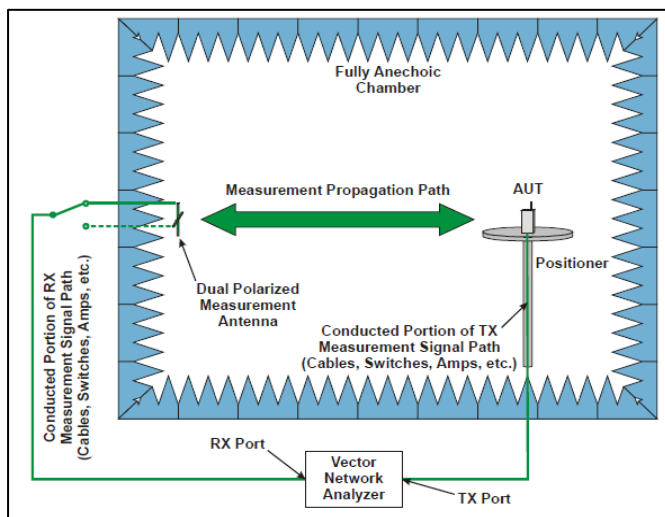 Fully Anechoic
Chamber
Measurement Propagation Path
AUT
Positioner
Dual Polarized
Measurement
Antenna
Conducted Portion of TX
Measurement Signal Path
(Cables, Switches, Amps, etc.)
Conducted Portion of RX
Measurement Signal Path
(Cables, Switches, Amps, etc.)
RX Port
Vector
Network
Analyzer
TX Port